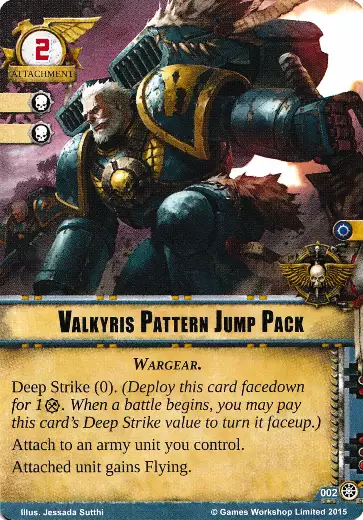 2
ATTACHMENT
VALKYRIS PATTERN JUMP PACK
WARGEAR.
Deep Strike (0). (Deploy this card facedown
for 1. When a battle begins, you may pay
this card's Deep Strike value to turn it faceup.)
Attach to an army unit you control.
Attached unit gains Flying.
002
Illus. Jessada Sutthi © Games Workshop Limited 2015